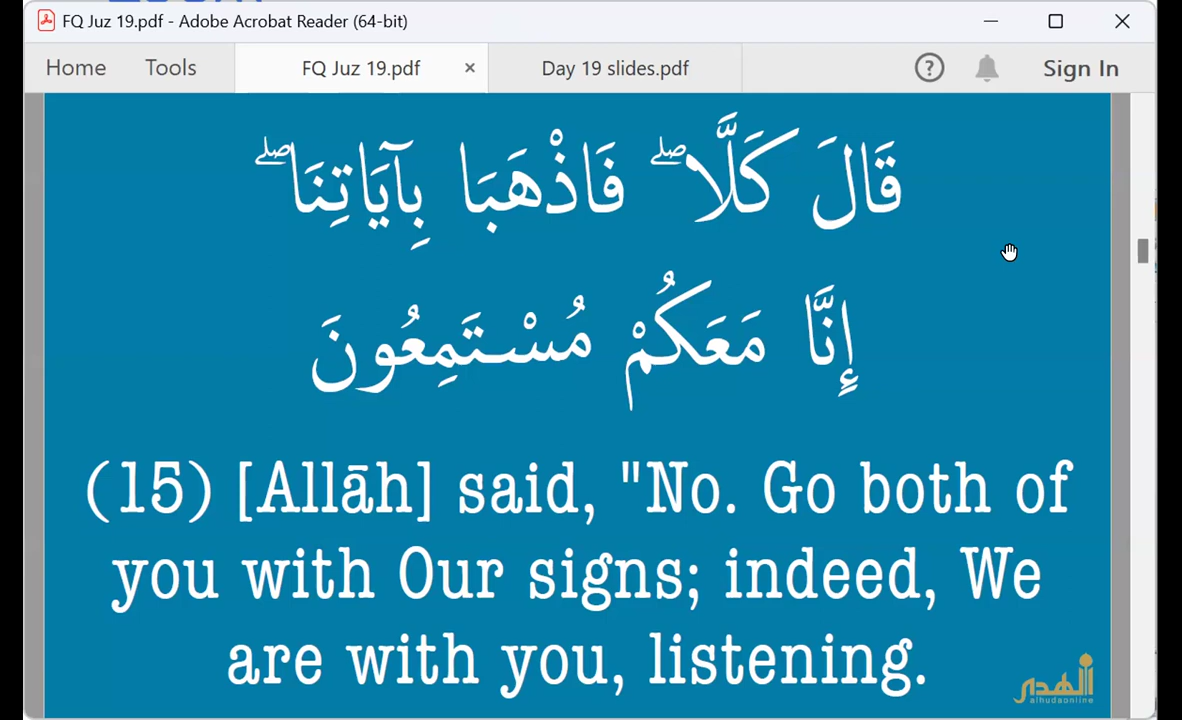 FQ Juz 19.pdf - Adobe Acrobat Reader (64-bit)
Home Tools FQ Juz 19.pdf × Day 19 slides.pdf ? Sign In
قَالَ كَلَّا ۖ فَاذْهَبَا بِآيَاتِنَا ۖ
إِنَّا مَعَكُمْ مُسْتَمِعُونَ
(15) [Allāh] said, "No. Go both of
you with Our signs; indeed, We
are with you, listening.
الهدى
alhudaonline